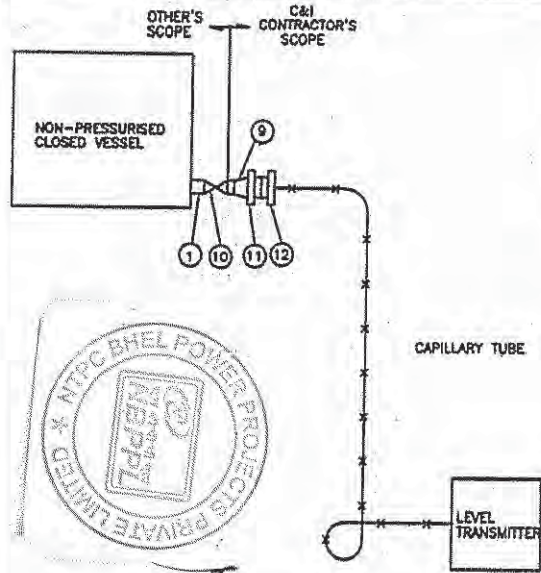 OTHER'S
SCOPE
C&I
CONTRACTOR'S
SCOPE
NON-PRESSURISED
CLOSED VESSEL
9
1
10
11
12
CAPILLARY TUBE
LEVEL
TRANSMITTER
NTPC BHEL POWER PROJECTS PRIVATE LIMITED
NBPPL